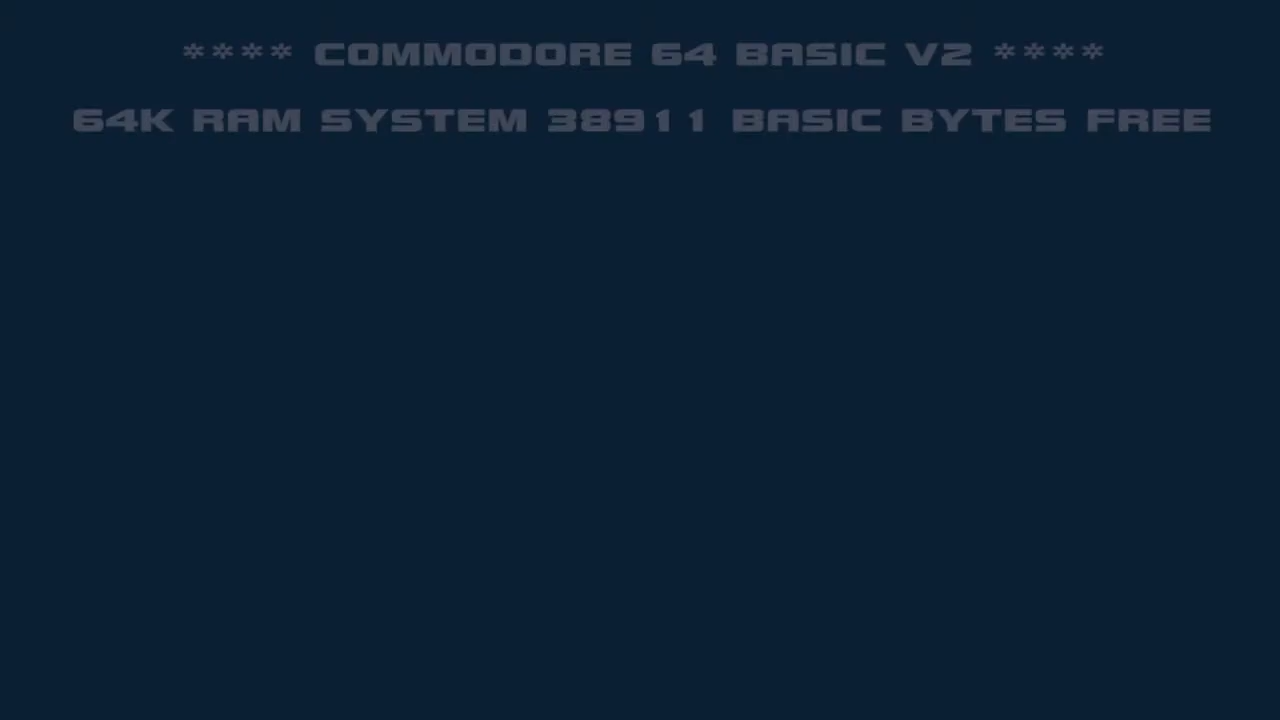 **** COMMODORE 64 BASIC V2 ****
64K RAM SYSTEM 38911 BASIC BYTES FREE